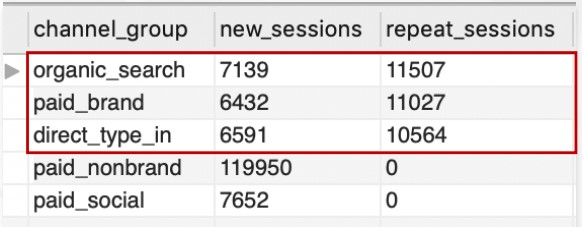 channel_group new_sessions repeat_sessions
organic_search 7139 11507
paid_brand 6432 11027
direct_type_in 6591 10564
paid_nonbrand 119950 0
paid_social 7652 0